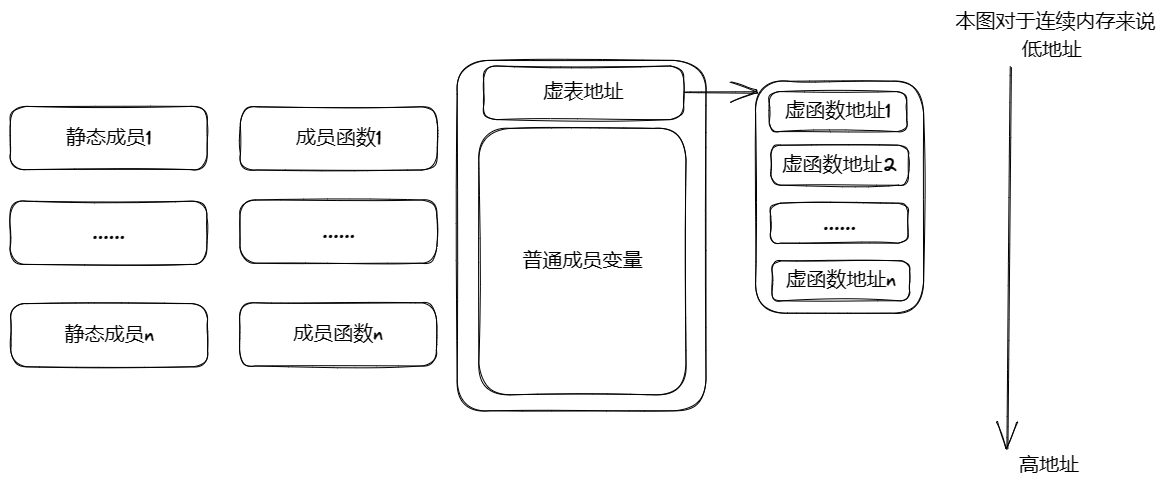 本图对于连续内存来说
低地址
静态成员1
......
静态成员n
成员函数1
......
成员函数n
虚表地址
普通成员变量
虚函数地址1
虚函数地址2
......
虚函数地址n
高地址